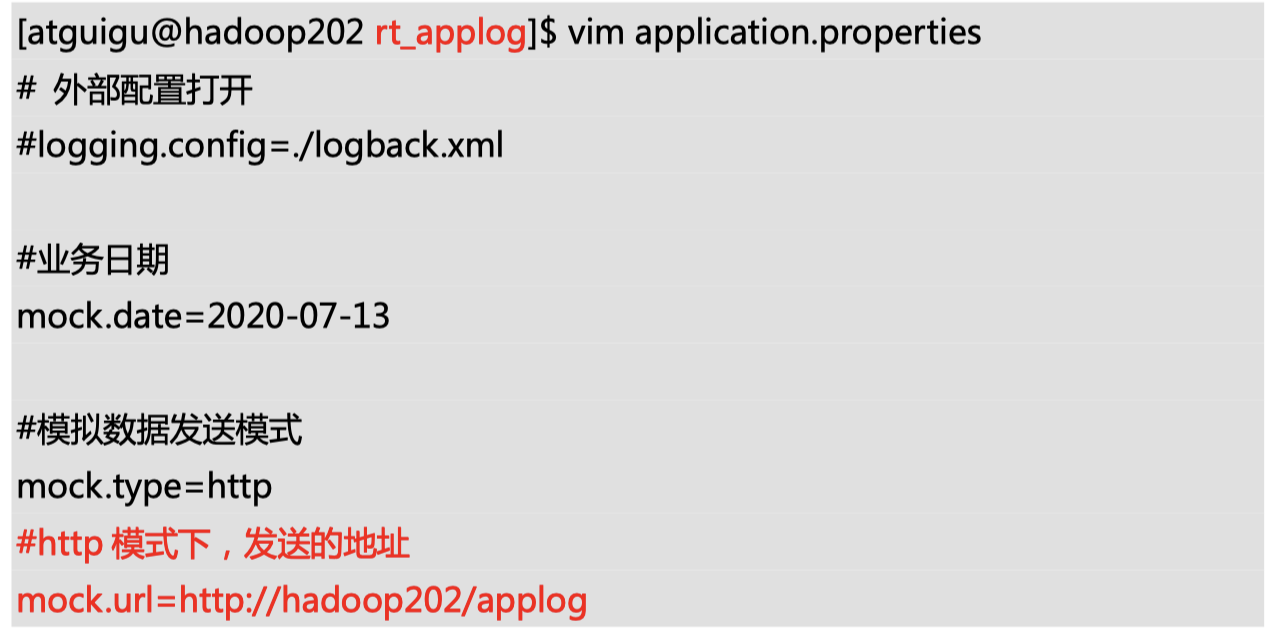 [atguigu@hadoop202 rt_applog]$ vim application.properties
# 外部配置打开
#logging.config=./logback.xml
#业务日期
mock.date=2020-07-13
#模拟数据发送模式
mock.type=http
#http 模式下，发送的地址
mock.url=http://hadoop202/applog